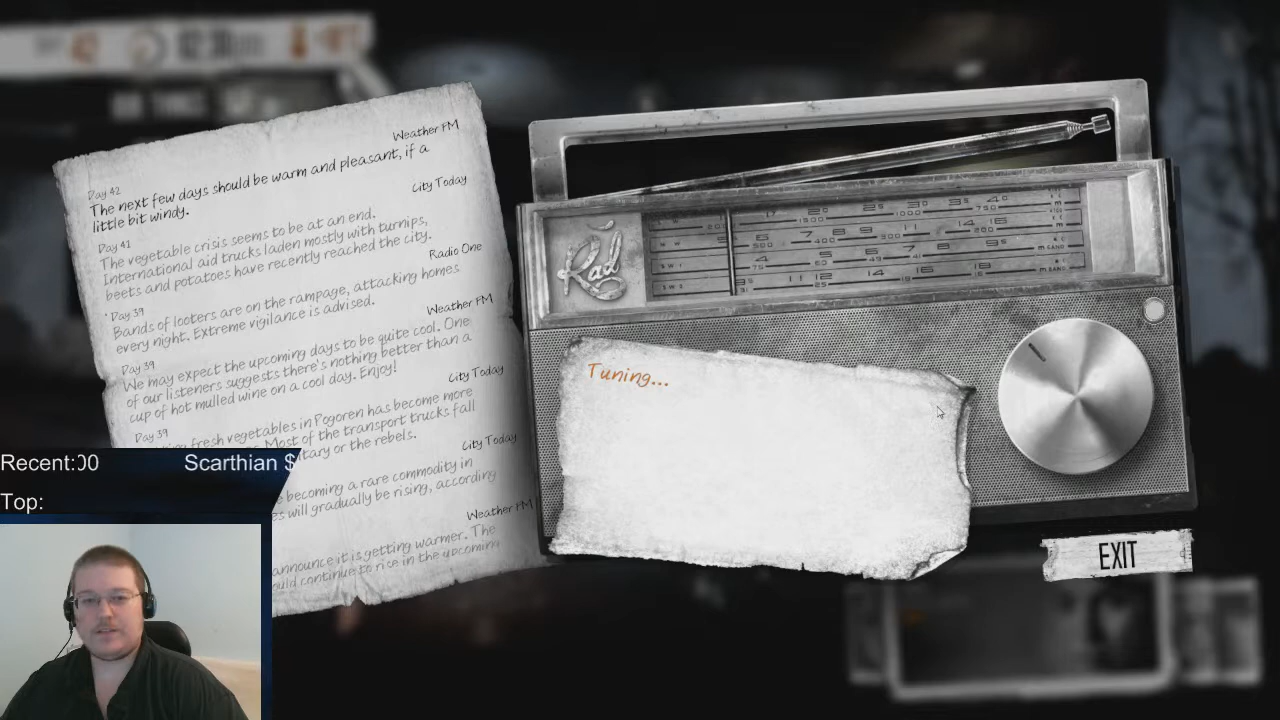 Weather FM
Day 42
The next few days should be warm and pleasant, if a
little bit windy.
City Today
Day 41
The vegetable crisis seems to be at an end.
International aid trucks laden mostly with turnips,
beets and potatoes have recently reached the city.
Radio One
Day 39
Bands of looters are on the rampage, attacking homes
every night. Extreme vigilance is advised.
Weather FM
Day 39
We may expect the upcoming days to be quite cool. One
of our listeners suggests there's nothing better than a
cup of hot mulled wine on a cool day. Enjoy!
City Today
Day 39
fresh vegetables in Pogoren has become more
Most of the transport trucks fall
or the rebels.
City Today
becoming a rare commodity in
will gradually be rising, according
Weather FM
announce it is getting warmer. The
continue to rise in the upcoming
Rad
Tuning...
EXIT
Recent:00
Scarthian $
Top: